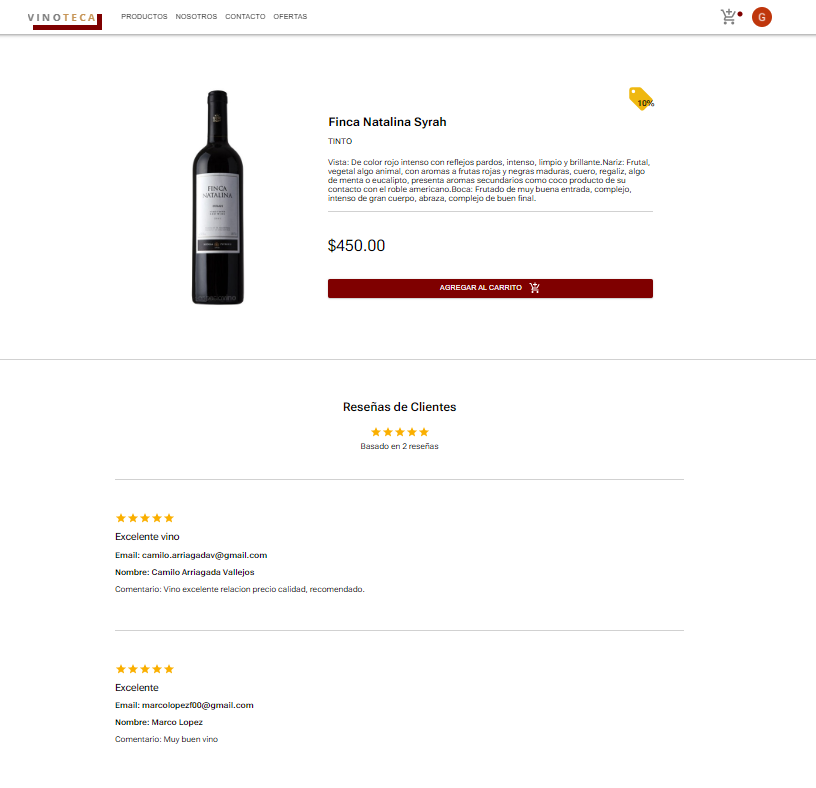 VINOTECA
PRODUCTOS NOSOTROS CONTACTO OFERTAS
G
10%
FINCA
NATALINA
Finca Natalina Syrah
TINTO
Vista: De color rojo intenso con reflejos pardos, intenso, limpio y brillante.Nariz: Frutal,
vegetal algo animal, con aromas a frutas rojas y negras maduras, cuero, regaliz, algo
de menta o eucalipto, presenta aromas secundarios como coco producto de su
contacto con el roble americano.Boca: Frutado de muy buena entrada, complejo,
intenso de gran cuerpo, abraza, complejo de buen final.
$450.00
AGREGAR AL CARRITO
Reseñas de Clientes
Basado en 2 reseñas
Excelente vino
Email: camilo.arriagadav@gmail.com
Nombre: Camilo Arriagada Vallejos
Comentario: Vino excelente relacion precio calidad, recomendado.
Excelente
Email: marcolopezf00@gmail.com
Nombre: Marco Lopez
Comentario: Muy buen vino